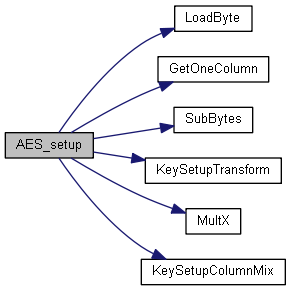 LoadByte
GetOneColumn
SubBytes
AES_setup
KeySetupTransform
MultX
KeySetupColumnMix